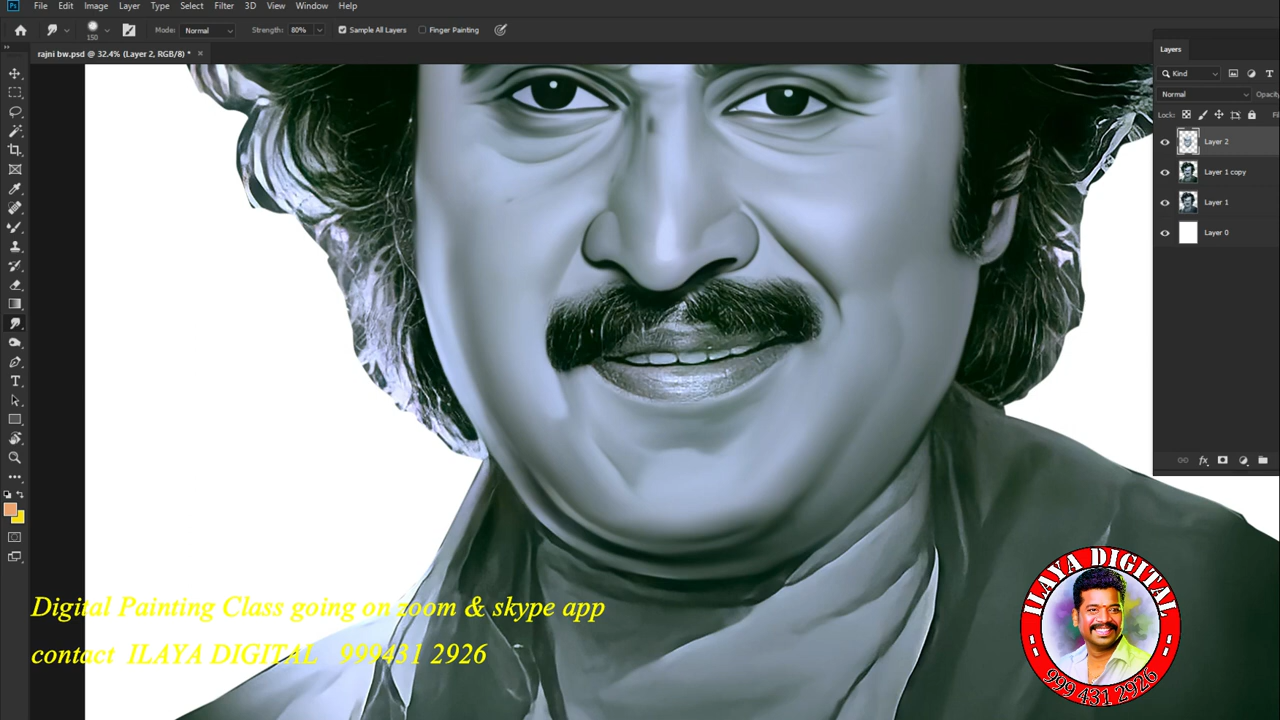 File Edit Image Layer Type Select Filter 3D View Window Help
150 Mode: Normal Strength: 80% Sample All Layers Finger Painting
rajni bw.psd @ 32.4% (Layer 2, RGB/8) *
Layers
Kind
Normal Opacity
Lock:
Layer 2
Layer 1 copy
Layer 1
Layer 0
Digital Painting Class going on zoom & skype app
contact ILAYA DIGITAL 999431 2926
ILAYA DIGITAL
999 431 2926